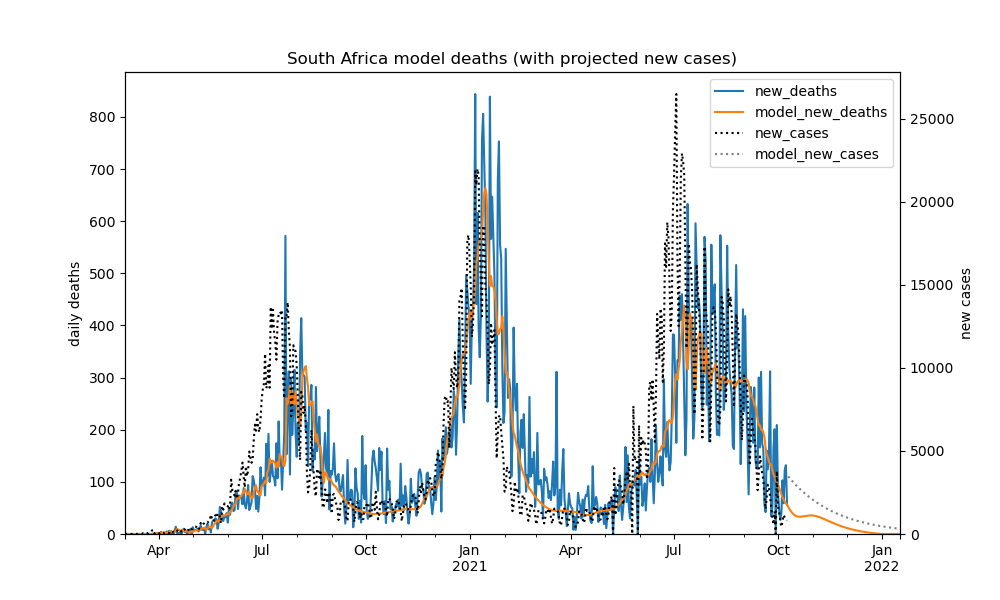 South Africa model deaths (with projected new cases)
new_deaths
model_new_deaths
new_cases
model_new_cases
daily deaths
800
700
600
500
400
300
200
100
0
25000
20000
15000
10000
5000
0
new cases
Apr
Jul
Oct
Jan
2021
Apr
Jul
Oct
Jan
2022